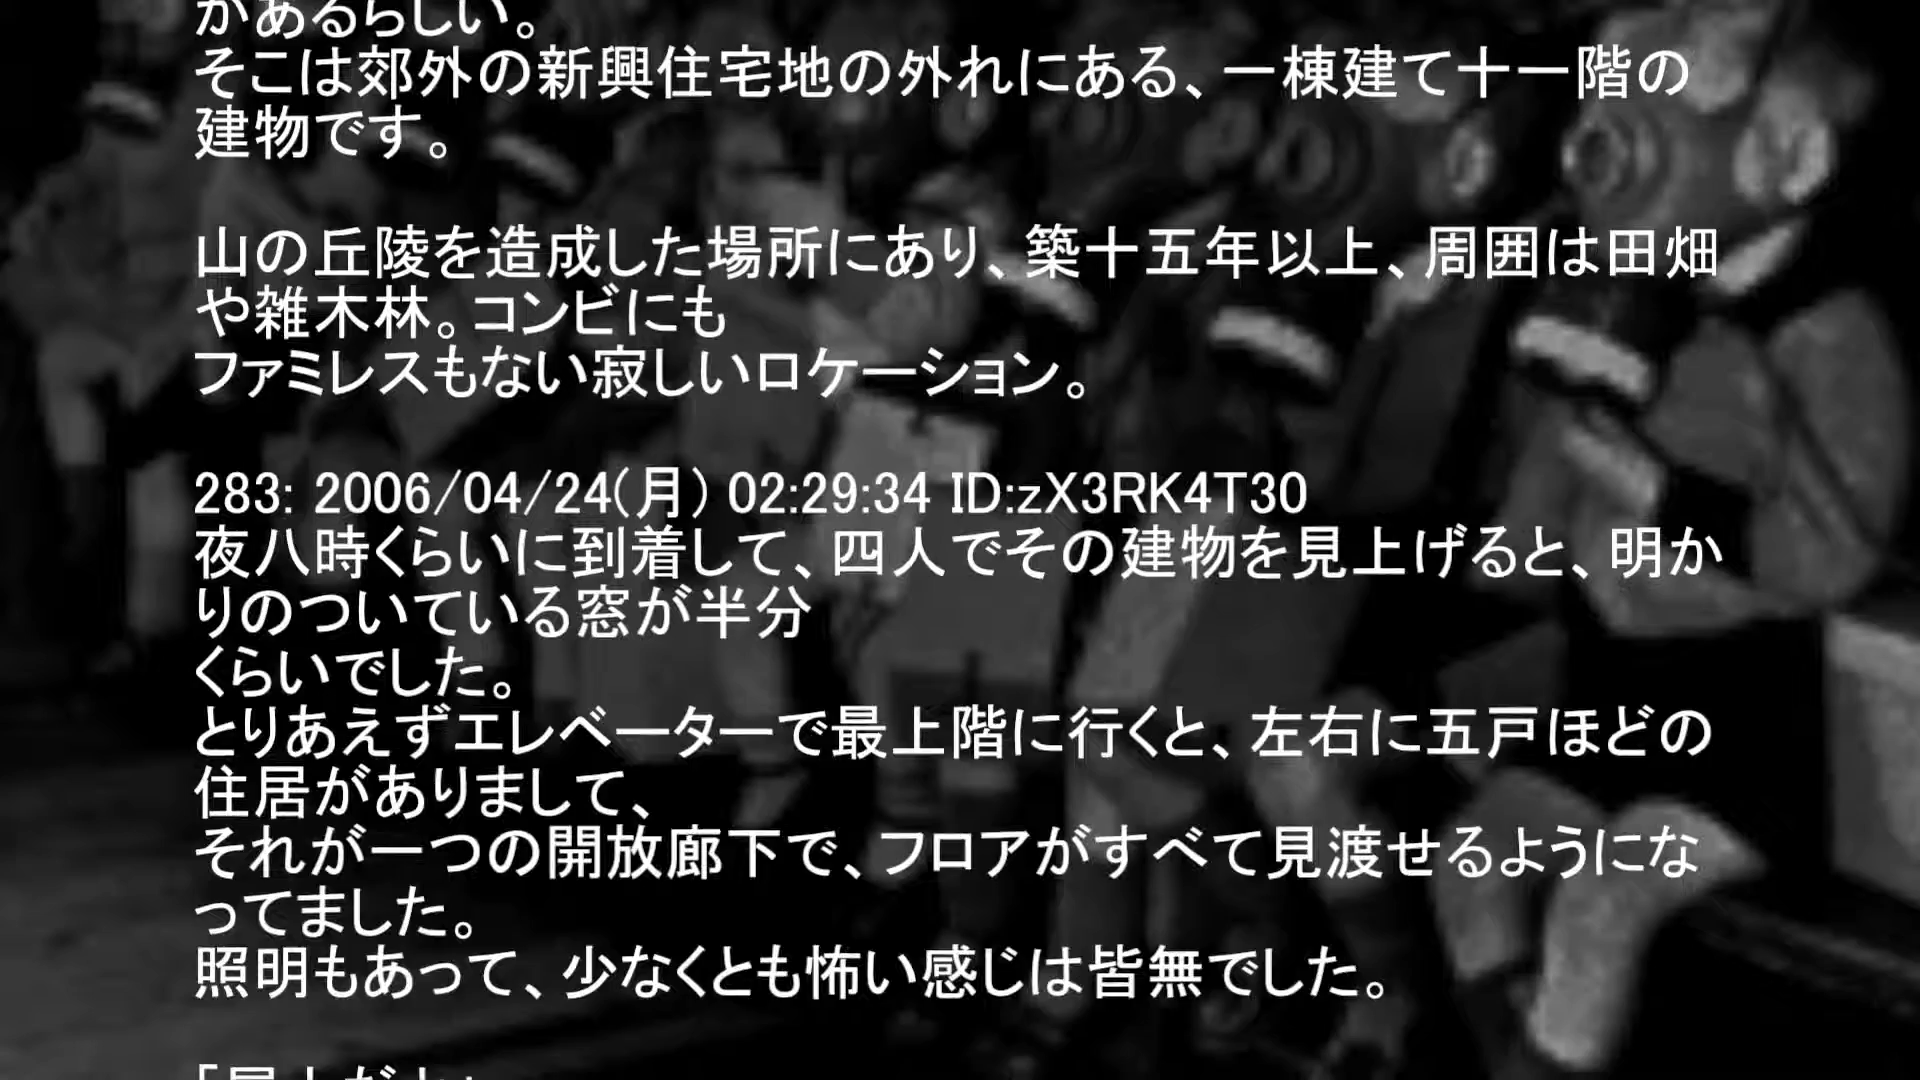 があるらしい。
そこは郊外の新興住宅地の外れにある、一棟建て十一階の
建物です。
山の丘陵を造成した場所にあり、築十五年以上、周囲は田畑
や雑木林。コンビにも
ファミレスもない寂しいロケーション。
283: 2006/04/24(月) 02:29:34 ID:zX3RK4T30
夜八時くらいに到着して、四人でその建物を見上げると、明か
りのついている窓が半分
くらいでした。
とりあえずエレベーターで最上階に行くと、左右に五戸ほどの
住居がありまして、
それが一つの開放廊下で、フロアがすべて見渡せるようにな
ってました。
照明もあって、少なくとも怖い感じは皆無でした。